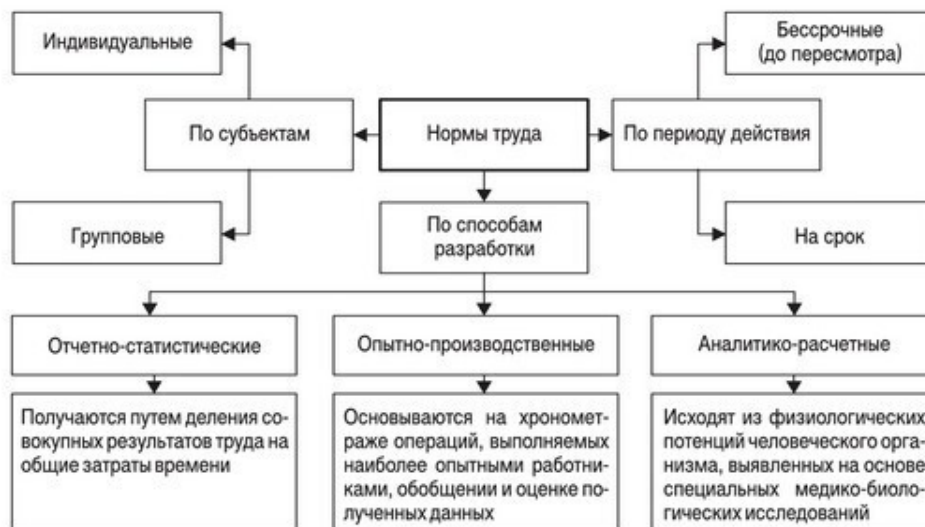 Индивидуальные
Бессрочные
(до пересмотра)
По субъектам
Нормы труда
По периоду действия
Групповые
По способам
разработки
На срок
Отчетно-статистические
Опытно-производственные
Аналитико-расчетные
Получаются путем деления со-
вокупных результатов труда на
общие затраты времени
Основываются на хрономет-
раже операций, выполняемых
наиболее опытными работни-
ками, обобщении и оценке по-
лученных данных
Исходят из физиологических
потенций человеческого орга-
низма, выявленных на основе
специальных медико-биоло-
гических исследований